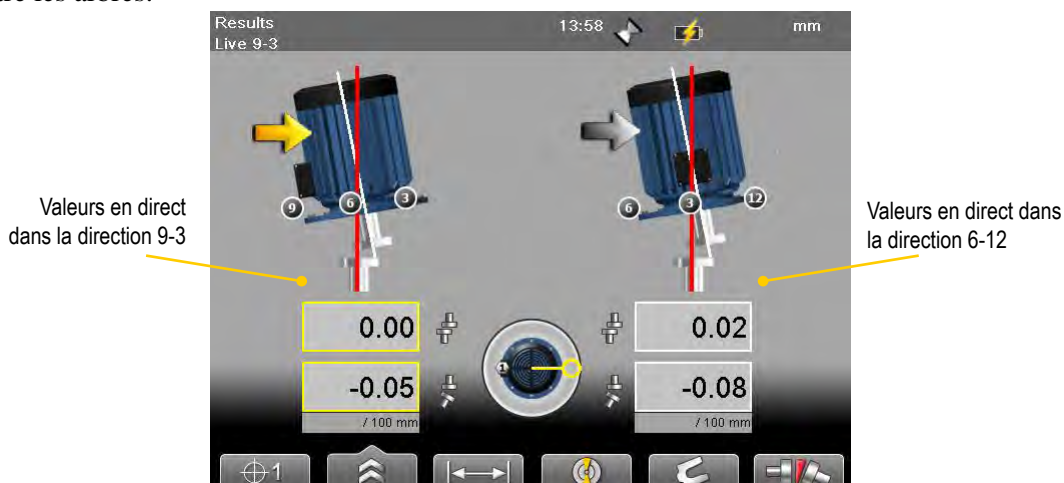 Results
Live 9-3
13:58
mm
9
6
3
6
3
12
Valeurs en direct
dans la direction 9-3
Valeurs en direct dans
la direction 6-12
0.00
0.02
1
-0.05
-0.08
/ 100 mm
/ 100 mm
1